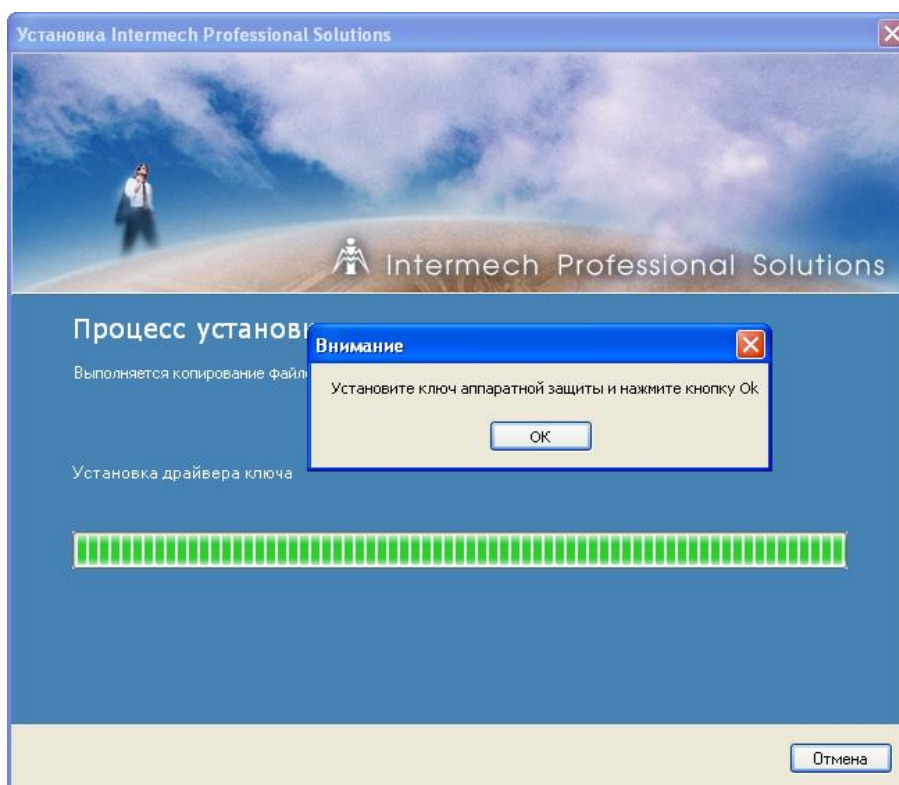 Установка Intermech Professional Solutions
Intermech Professional Solutions
Процесс установк
Внимание
Выполняется копирование файло
Установите ключ аппаратной защиты и нажмите кнопку Ok
OK
Установка драйвера ключа
Отмена